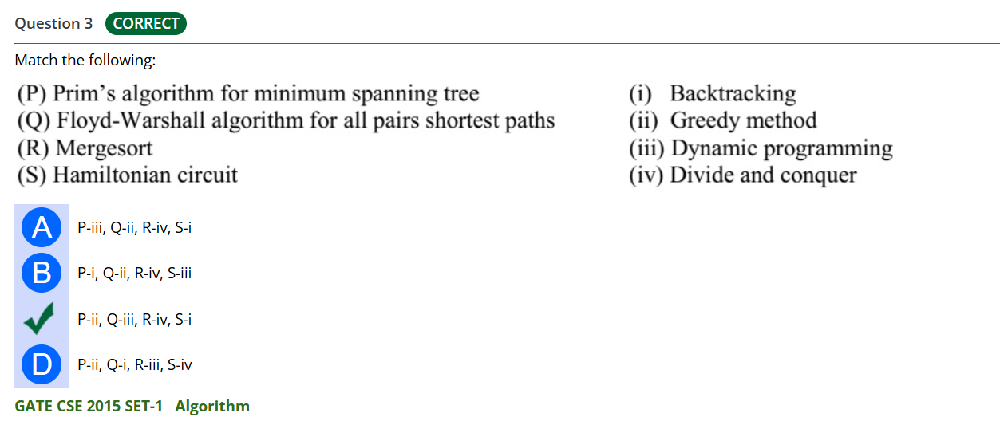 Question 3 CORRECT
Match the following:
(P) Prim’s algorithm for minimum spanning tree (i) Backtracking
(Q) Floyd-Warshall algorithm for all pairs shortest paths (ii) Greedy method
(R) Mergesort (iii) Dynamic programming
(S) Hamiltonian circuit (iv) Divide and conquer
A P-iii, Q-ii, R-iv, S-i
B P-i, Q-ii, R-iv, S-iii
P-ii, Q-iii, R-iv, S-i
D P-ii, Q-i, R-iii, S-iv
GATE CSE 2015 SET-1 Algorithm